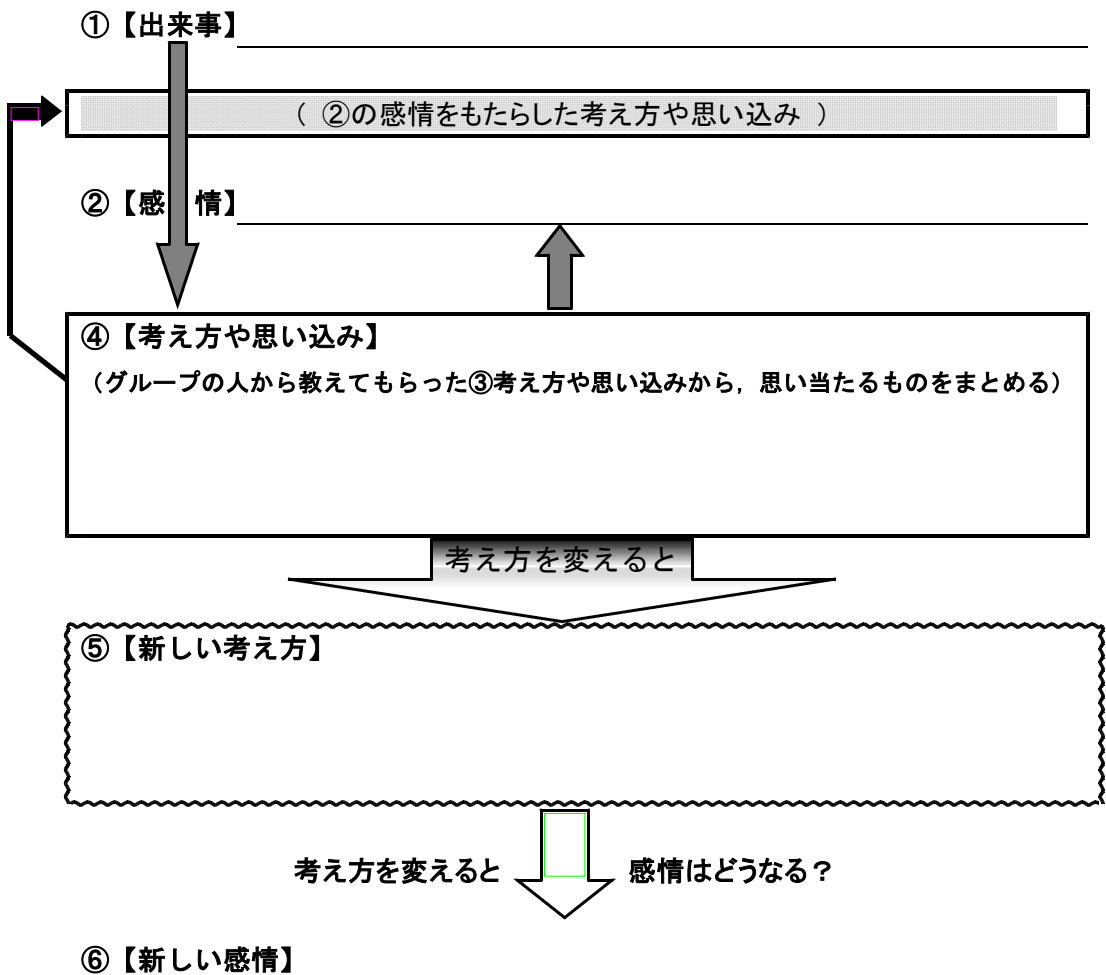 ①【出来事】
( ②の感情をもたらした考え方や思い込み )
②【感 情】
④【考え方や思い込み】
(グループの人から教えてもらった③考え方や思い込みから，思い当たるものをまとめる)
考え方を変えると
⑤【新しい考え方】
考え方を変えると 感情はどうなる？
⑥【新しい感情】